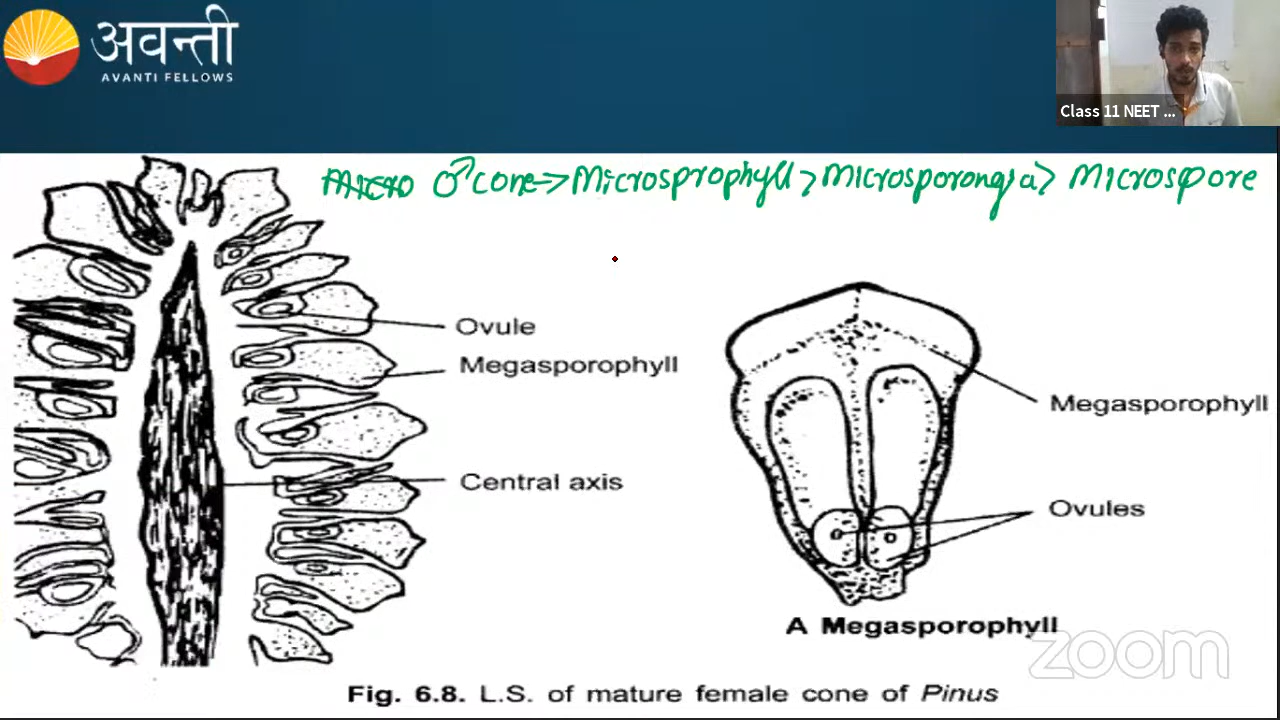 अवन्ती
AVANTI FELLOWS
Class 11 NEET ...
♂ cone-> Microsprophyll > Microsporongia> Microspore
Ovule
Megasporophyll
Central axis
Megasporophyll
Ovules
A Megasporophyll
zoom
Fig. 6.8. L.S. of mature female cone of Pinus